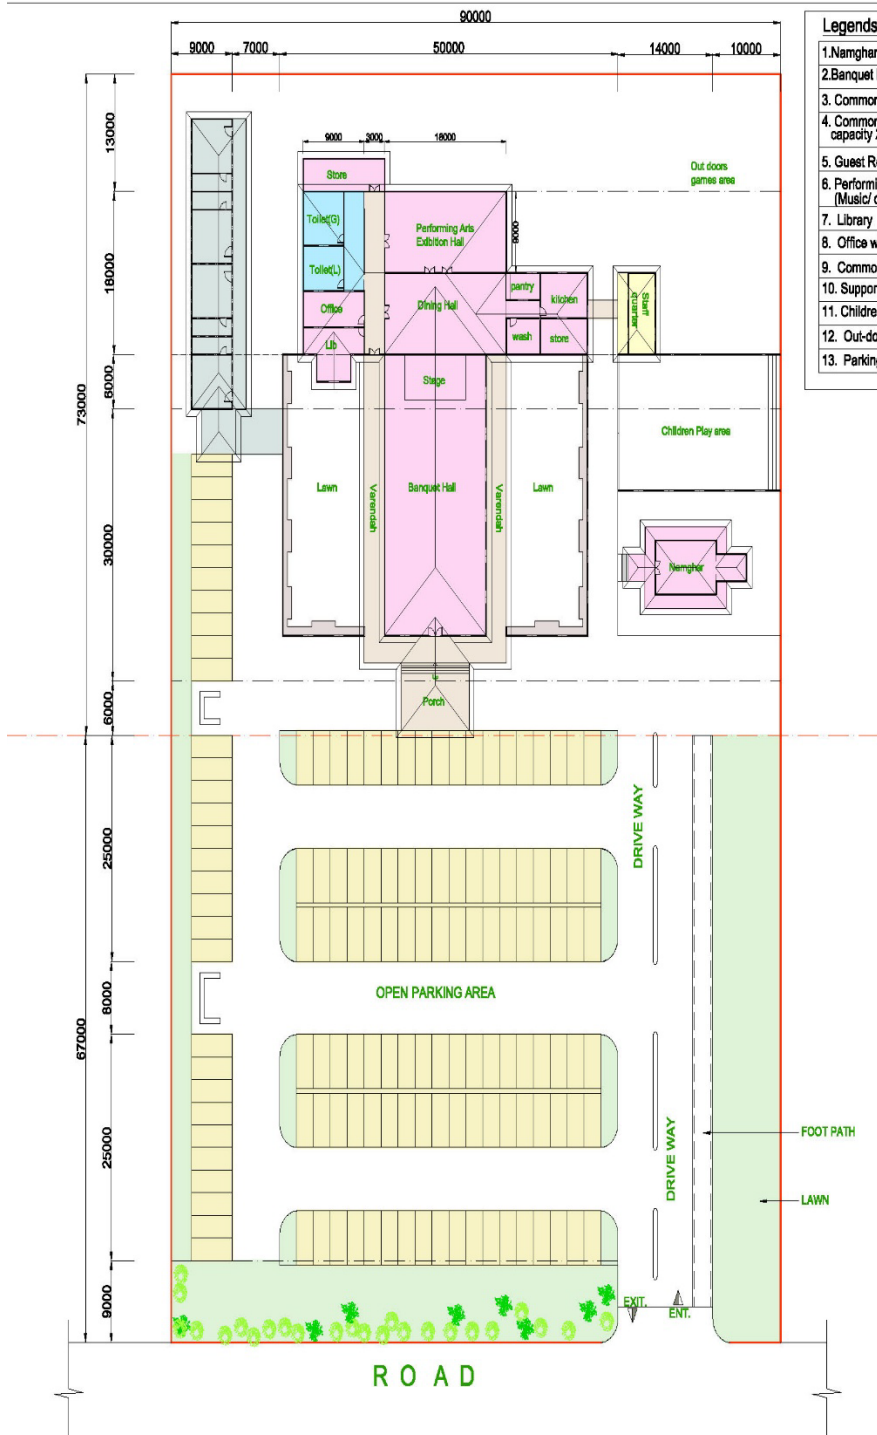 90000
9000 7000 50000 14000 10000
Legends
1.Namghar
2.Banquet
3. Common
4. Common
capacity
5. Guest
6. Performi
(Music/
7. Library
8. Office w
9. Commo
10. Suppor
11. Childre
12. Out-do
13. Parking
13000
18000
6000
73000
30000
6000
25000
8000
67000
25000
9000
9000 3000 18000
9000
Store
Out doors
games area
Toilet(G)
Performing Arts
Exibition Hall
Toilet(L)
pantry
kitchen
Office
Dining Hall
Staff
quarter
Lib
wash
store
Stage
Children Play area
Lawn
Varendah
Banquet Hall
Varendah
Lawn
Namghar
Porch
DRIVE WAY
OPEN PARKING AREA
FOOT PATH
DRIVE WAY
LAWN
EXIT.
ENT.
ROAD